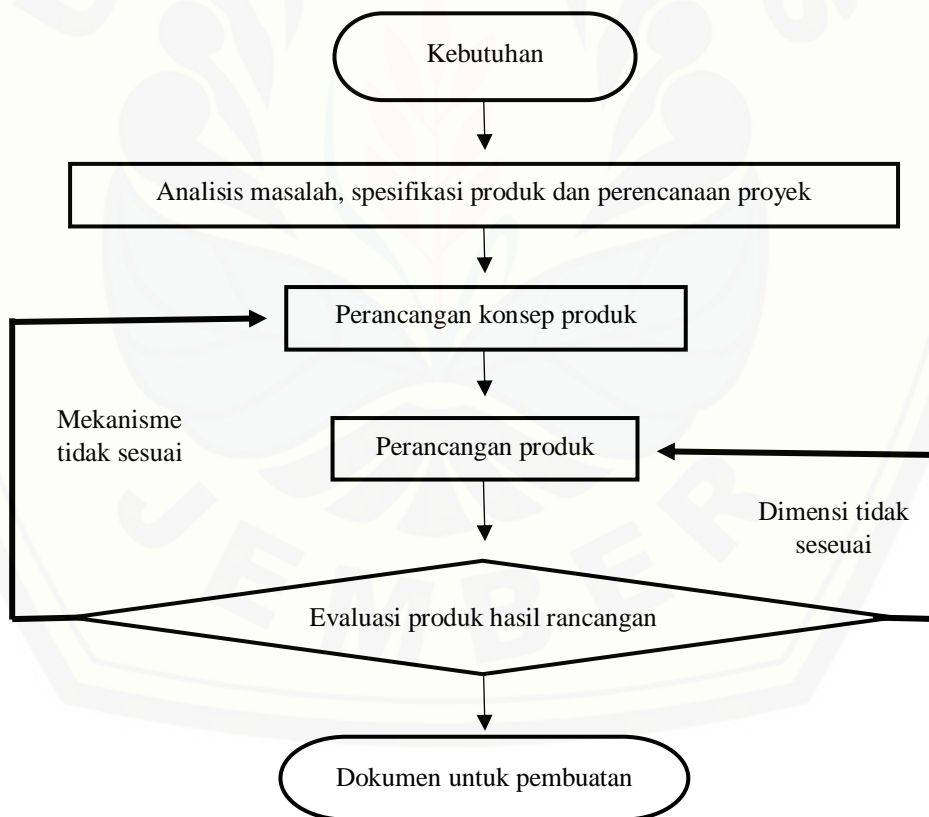 Kebutuhan
Analisis masalah, spesifikasi produk dan perencanaan proyek
Perancangan konsep produk
Mekanisme
tidak sesuai
Perancangan produk
Dimensi tidak
seseuai
Evaluasi produk hasil rancangan
Dokumen untuk pembuatan
JEMBER